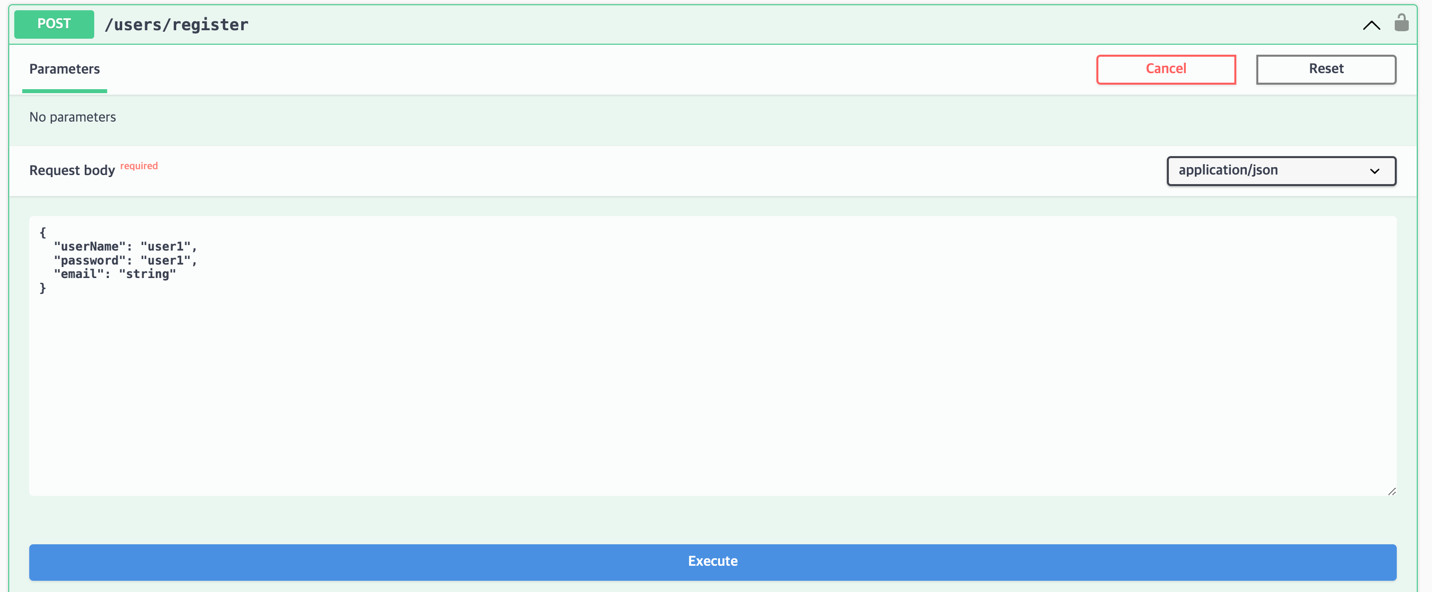 POST /users/register
Parameters
Cancel
Reset
No parameters
Request body required
application/json
{
  "userName": "user1",
  "password": "user1",
  "email": "string"
}
Execute